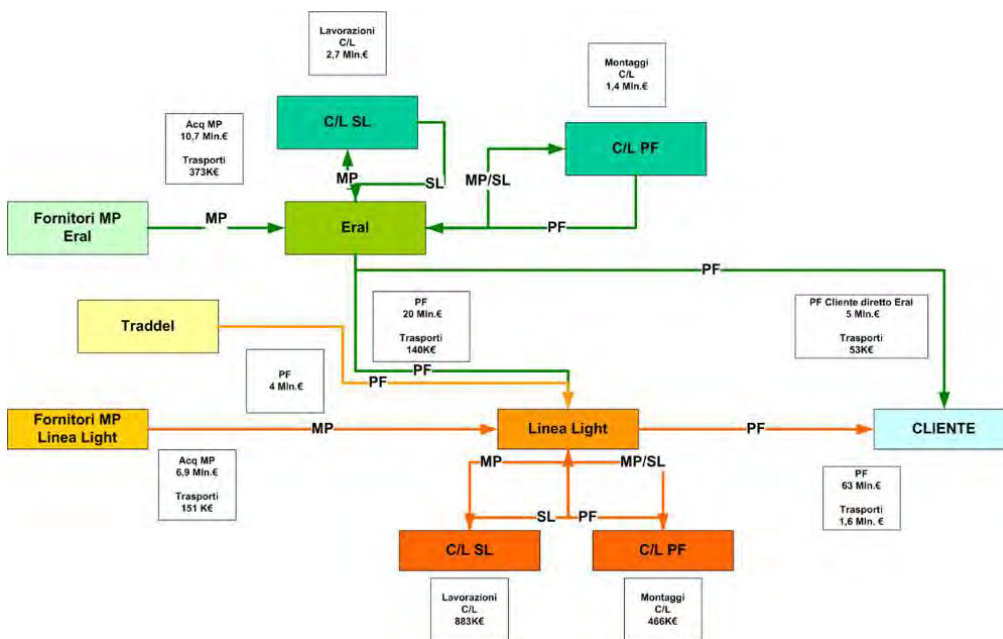 Lavorazioni
C/L
2,7 Mln.€
Montaggi
C/L
1,4 Mln.€
Acq MP
10,7 Mln.€
Trasporti
373K€
C/L SL
C/L PF
MP
SL
MP/SL
Fornitori MP
Eral
MP
Eral
PF
PF
Traddel
PF
20 Mln.€
Trasporti
140K€
PF Cliente diretto Eral
5 Mln.€
Trasporti
53K€
PF
4 Mln.€
PF
PF
Fornitori MP
Linea Light
MP
Linea Light
PF
CLIENTE
Acq MP
6,9 Mln.€
Trasporti
151 K€
MP
MP/SL
PF
63 Mln.€
Trasporti
1,6 Mln. €
SL
PF
C/L SL
C/L PF
Lavorazioni
C/L
883K€
Montaggi
C/L
466K€